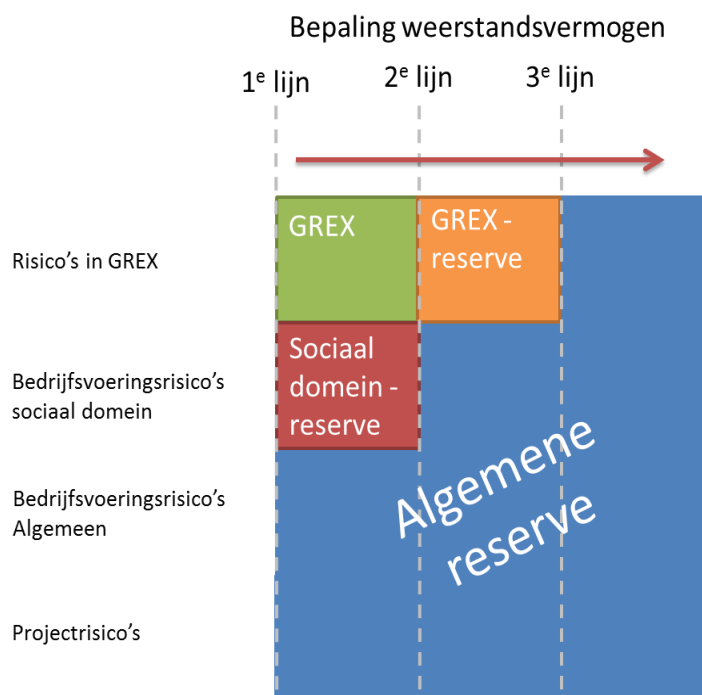 Bepaling weerstandsvermogen
1e lijn 2e lijn 3e lijn
Risico’s in GREX
GREX
GREX -
reserve
Bedrijfsvoeringsrisico’s
sociaal domein
Sociaal
domein -
reserve
Bedrijfsvoeringsrisico’s
Algemeen
Algemene
reserve
Projectrisico’s